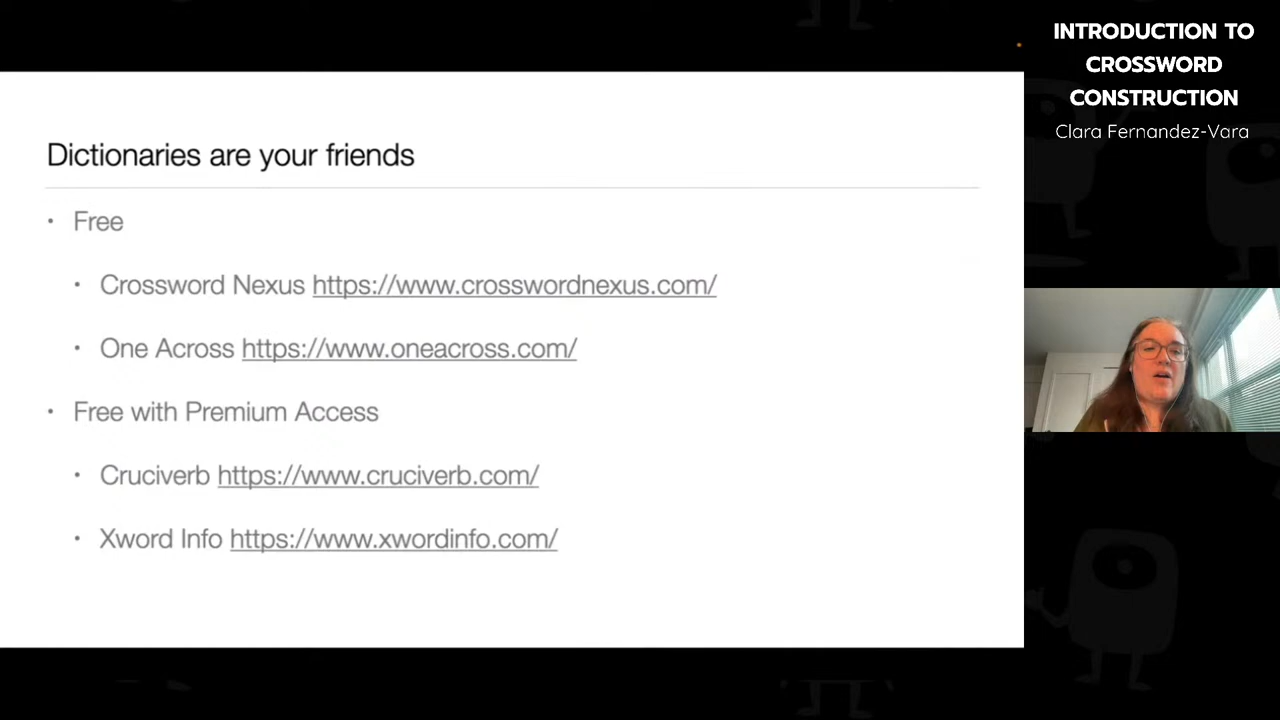 INTRODUCTION TO
CROSSWORD
CONSTRUCTION
Clara Fernandez-Vara
Dictionaries are your friends
• Free
• Crossword Nexus https://www.crosswordnexus.com/
• One Across https://www.oneacross.com/
• Free with Premium Access
• Cruciverb https://www.cruciverb.com/
• Xword Info https://www.xwordinfo.com/